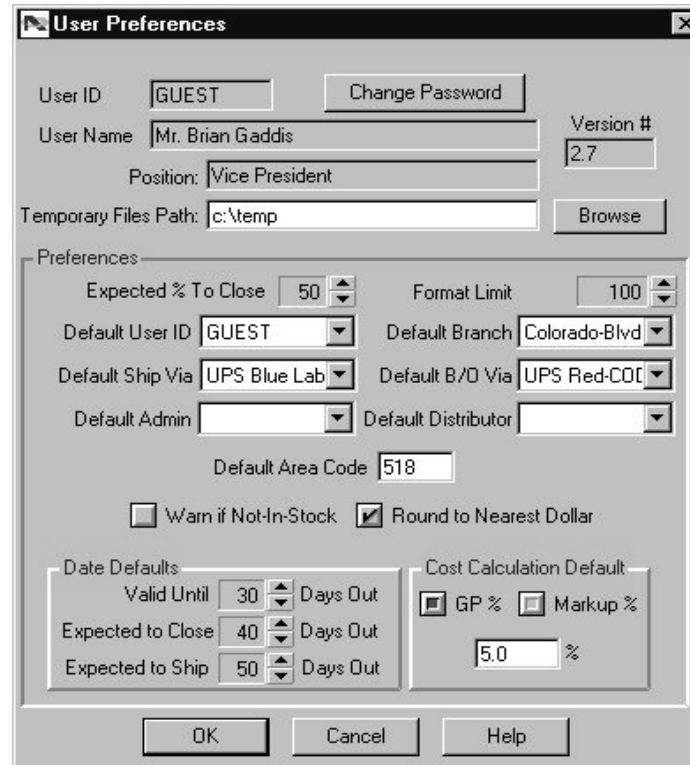 User Preferences
User ID GUEST Change Password
User Name Mr. Brian Gaddis Version #
2.7
Position: Vice President
Temporary Files Path: c:\temp Browse
Preferences
Expected % To Close 50 Format Limit 100
Default User ID GUEST Default Branch Colorado-Blvd
Default Ship Via UPS Blue Lab Default B/O Via UPS Red-COD
Default Admin Default Distributor
Default Area Code 518
Warn if Not-In-Stock Round to Nearest Dollar
Date Defaults Cost Calculation Default
Valid Until 30 Days Out GP % Markup %
Expected to Close 40 Days Out
5.0 %
Expected to Ship 50 Days Out
OK Cancel Help